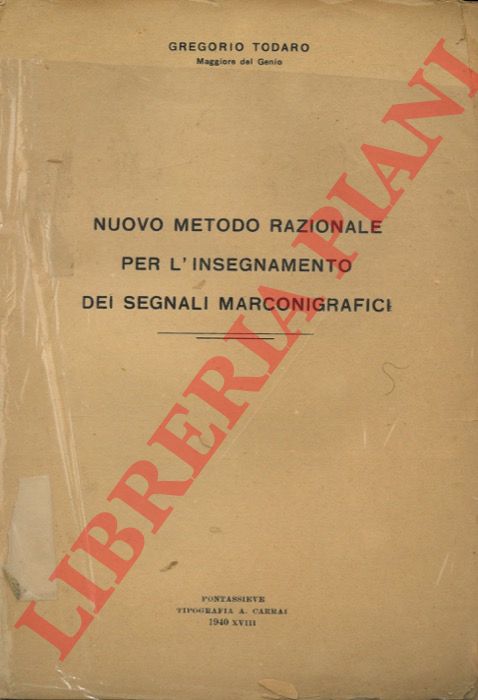 GREGORIO TODARO
Maggiore del Genio
NUOVO METODO RAZIONALE
PER L'INSEGNAMENTO
DEI SEGNALI MARCONIGRAFICI
PONTASSIEVE
TIPOGRAFIA A. CARRAI
1940 XVIII
LIBRERIA PIANI